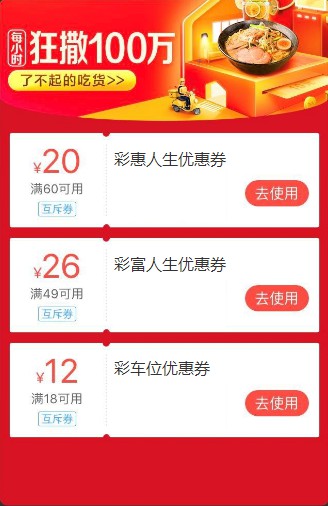 每小时
狂撒100万
了不起的吃货>>
¥20
满60可用
互斥券
彩惠人生优惠券
去使用
¥26
满49可用
互斥券
彩富人生优惠券
去使用
¥12
满18可用
互斥券
彩车位优惠券
去使用